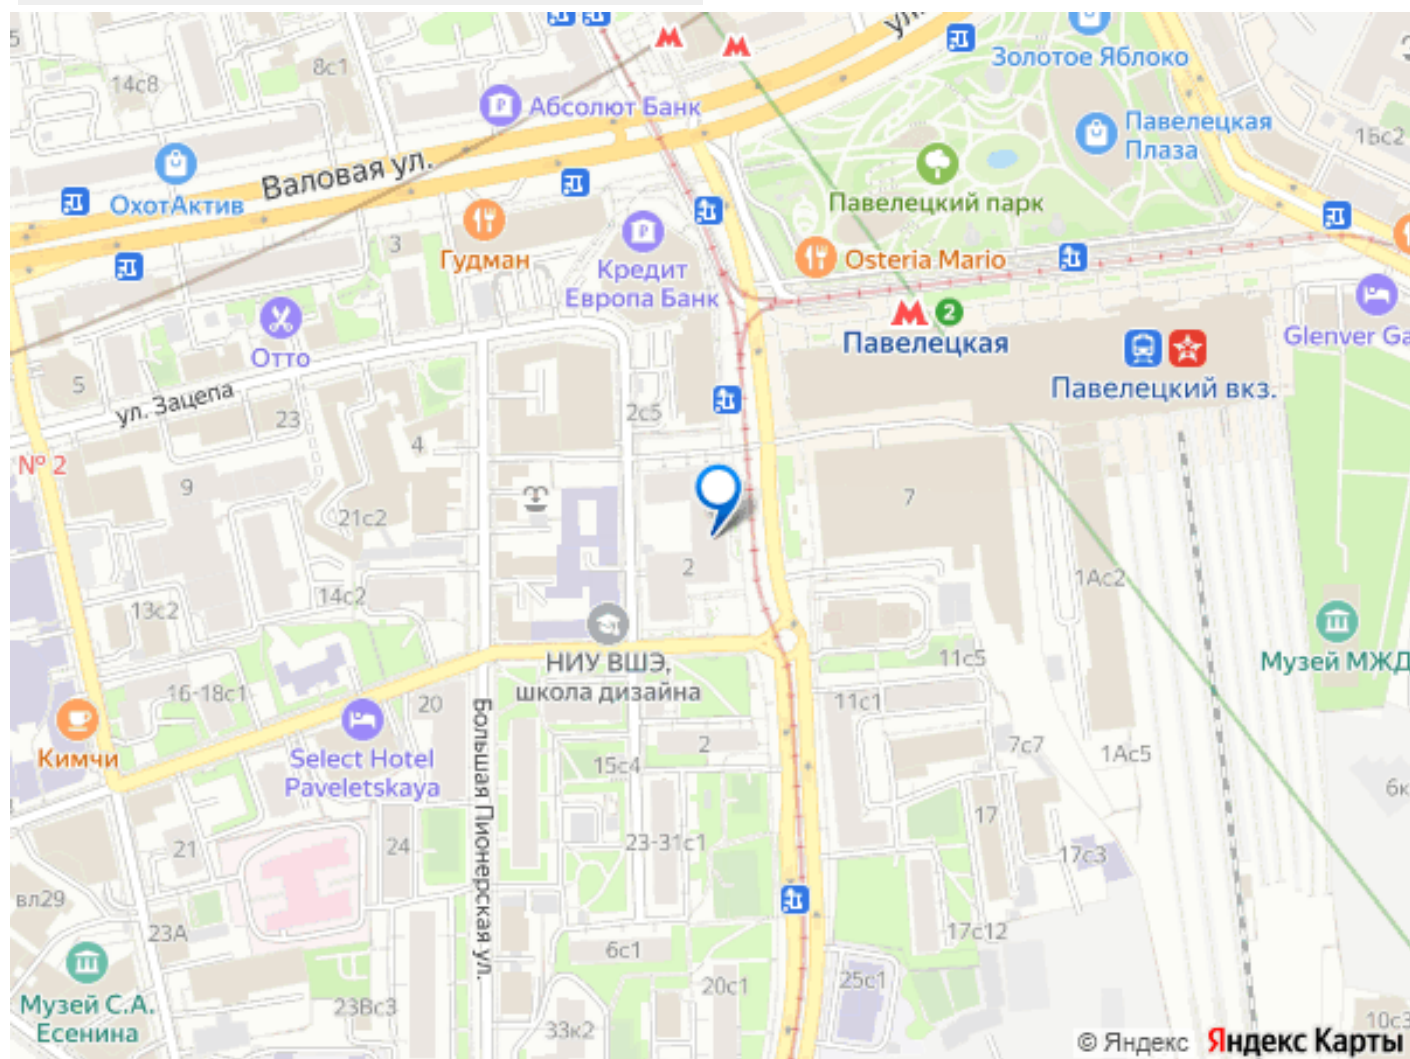 14с8
8с1
Абсолют Банк
Золотое Яблоко
Павелецкая
Плаза
15с2
Валовая ул.
ОхотАктив
Павелецкий парк
3
Гудман
Кредит
Европа Банк
Osteria Mario
2
Павелецкая
Glenver Ga
Отто
Павелецкий вкз.
5
ул. Зацепа
23
2с5
4
№ 2
9
21с2
7
2
1Ас2
14с2
13с2
НИУ ВШЭ,
школа дизайна
11с5
Музей МЖД
16-18с1
20
11с1
Кимчи
Select Hotel
Paveletskaya
Большая Пионерская ул.
2
15с4
7с7
1Ас5
6к
17
21
24
23-31с1
17с3
вл29
23А
6с1
17с12
Музей С.А.
Есенина
23Вс3
20с1
25с1
33к2
10с3
© Яндекс Яндекс Карты